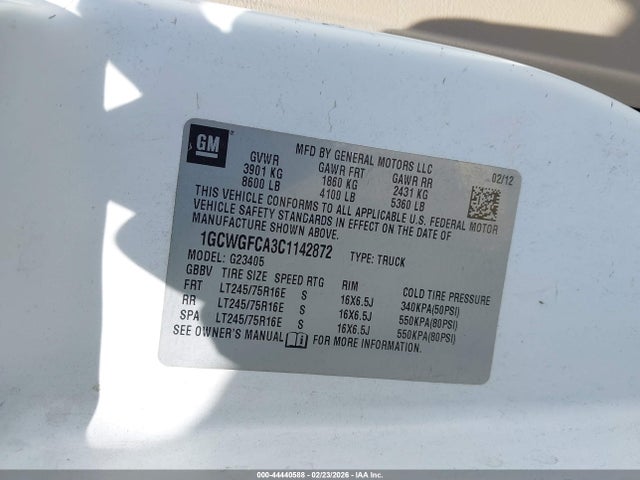 GM
MFD BY GENERAL MOTORS LLC
02/12
GVWR GAWR FRT GAWR RR
3901 KG 1860 KG 2431 KG
8600 LB 4100 LB 5360 LB
THIS VEHICLE CONFORMS TO ALL APPLICABLE U.S. FEDERAL MOTOR
VEHICLE SAFETY STANDARDS IN EFFECT ON THE DATE OF
MANUFACTURE SHOWN ABOVE.
1GCWGFCA3C1142872 TYPE: TRUCK
MODEL: G23405
GBBV TIRE SIZE SPEED RTG RIM COLD TIRE PRESSURE
FRT LT245/75R16E S 16X6.5J 340KPA(50PSI)
RR LT245/75R16E S 16X6.5J 550KPA(80PSI)
SPA LT245/75R16E S 16X6.5J 550KPA(80PSI)
SEE OWNER'S MANUAL FOR MORE INFORMATION.
000-44440588 - 02/23/2026 - IAAI.COM